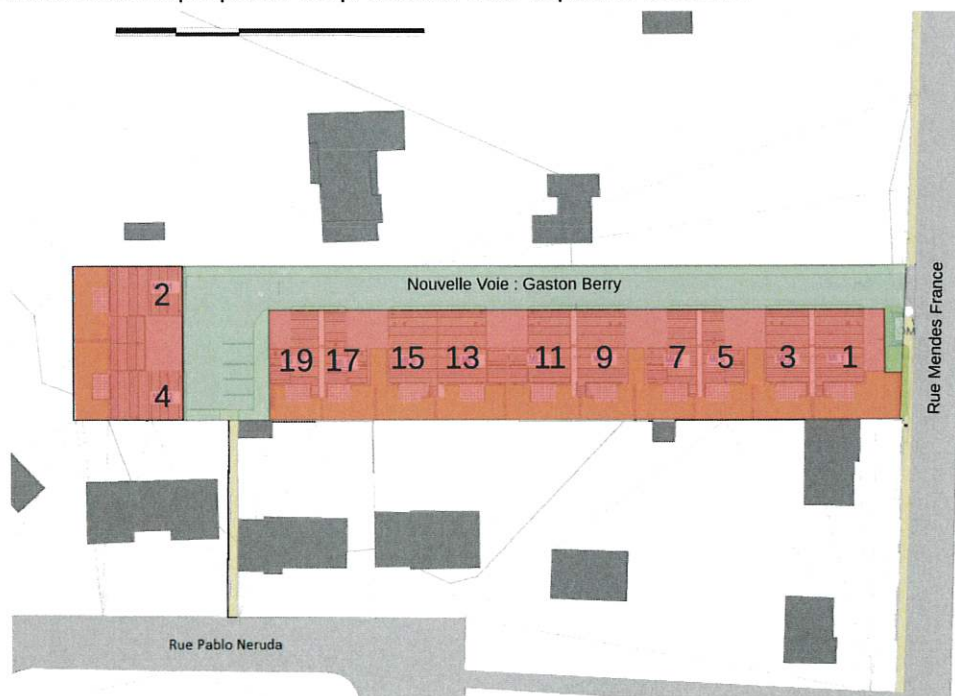 Nouvelle Voie : Gaston Berry
2
4
19 17 15 13 11 9 7 5 3 1
Rue Mendes France
Rue Pablo Neruda